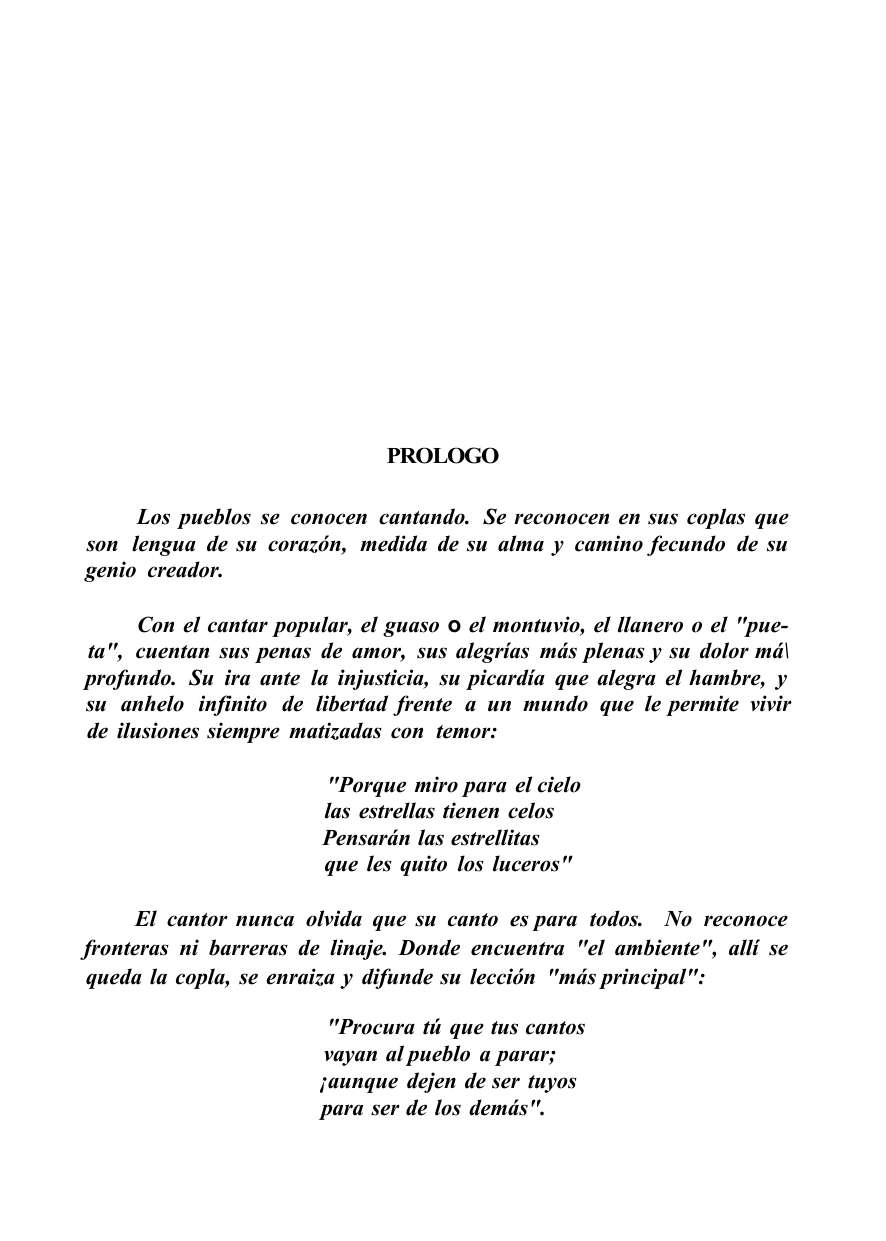 PROLOGO
Los pueblos se conocen cantando. Se reconocen en sus coplas que
son lengua de su corazón, medida de su alma y camino fecundo de su
genio creador.
Con el cantar popular, el guaso o el montuvio, el llanero o el "pue-
ta", cuentan sus penas de amor, sus alegrías más plenas y su dolor má\
profundo. Su ira ante la injusticia, su picardía que alegra el hambre, y
su anhelo infinito de libertad frente a un mundo que le permite vivir
de ilusiones siempre matizadas con temor:
"Porque miro para el cielo
las estrellas tienen celos
Pensarán las estrellitas
que les quito los luceros"
El cantor nunca olvida que su canto es para todos. No reconoce
fronteras ni barreras de linaje. Donde encuentra "el ambiente", allí se
queda la copla, se enraiza y difunde su lección "más principal":
"Procura tú que tus cantos
vayan al pueblo a parar;
¡aunque dejen de ser tuyos
para ser de los demás".